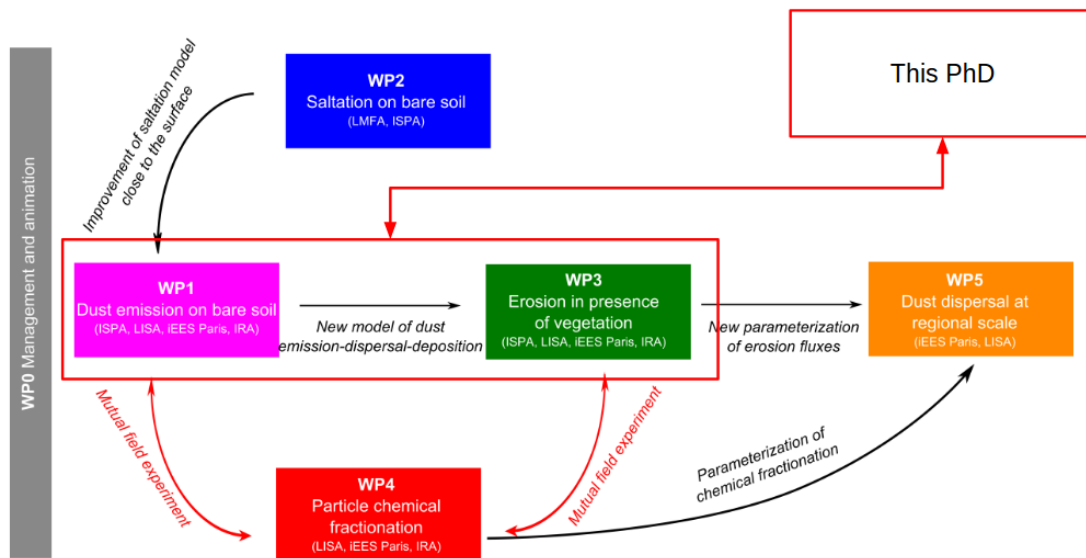 This PhD
WP0 Management and animation
Improvement of saltation model
close to the surface
WP2
Saltation on bare soil
(LMFA, ISPA)
WP1
Dust emission on bare soil
(ISPA, LISA, iEES Paris, IRA)
New model of dust
emission-dispersal-deposition
WP3
Erosion in presence
of vegetation
(ISPA, LISA, iEES Paris, IRA)
New parameterization
of erosion fluxes
WP5
Dust dispersal at
regional scale
(iEES Paris, LISA)
Mutual field experiment
WP4
Particle chemical
fractionation
(LISA, iEES Paris, IRA)
Mutual field experiment
Parameterization of
chemical fractionation